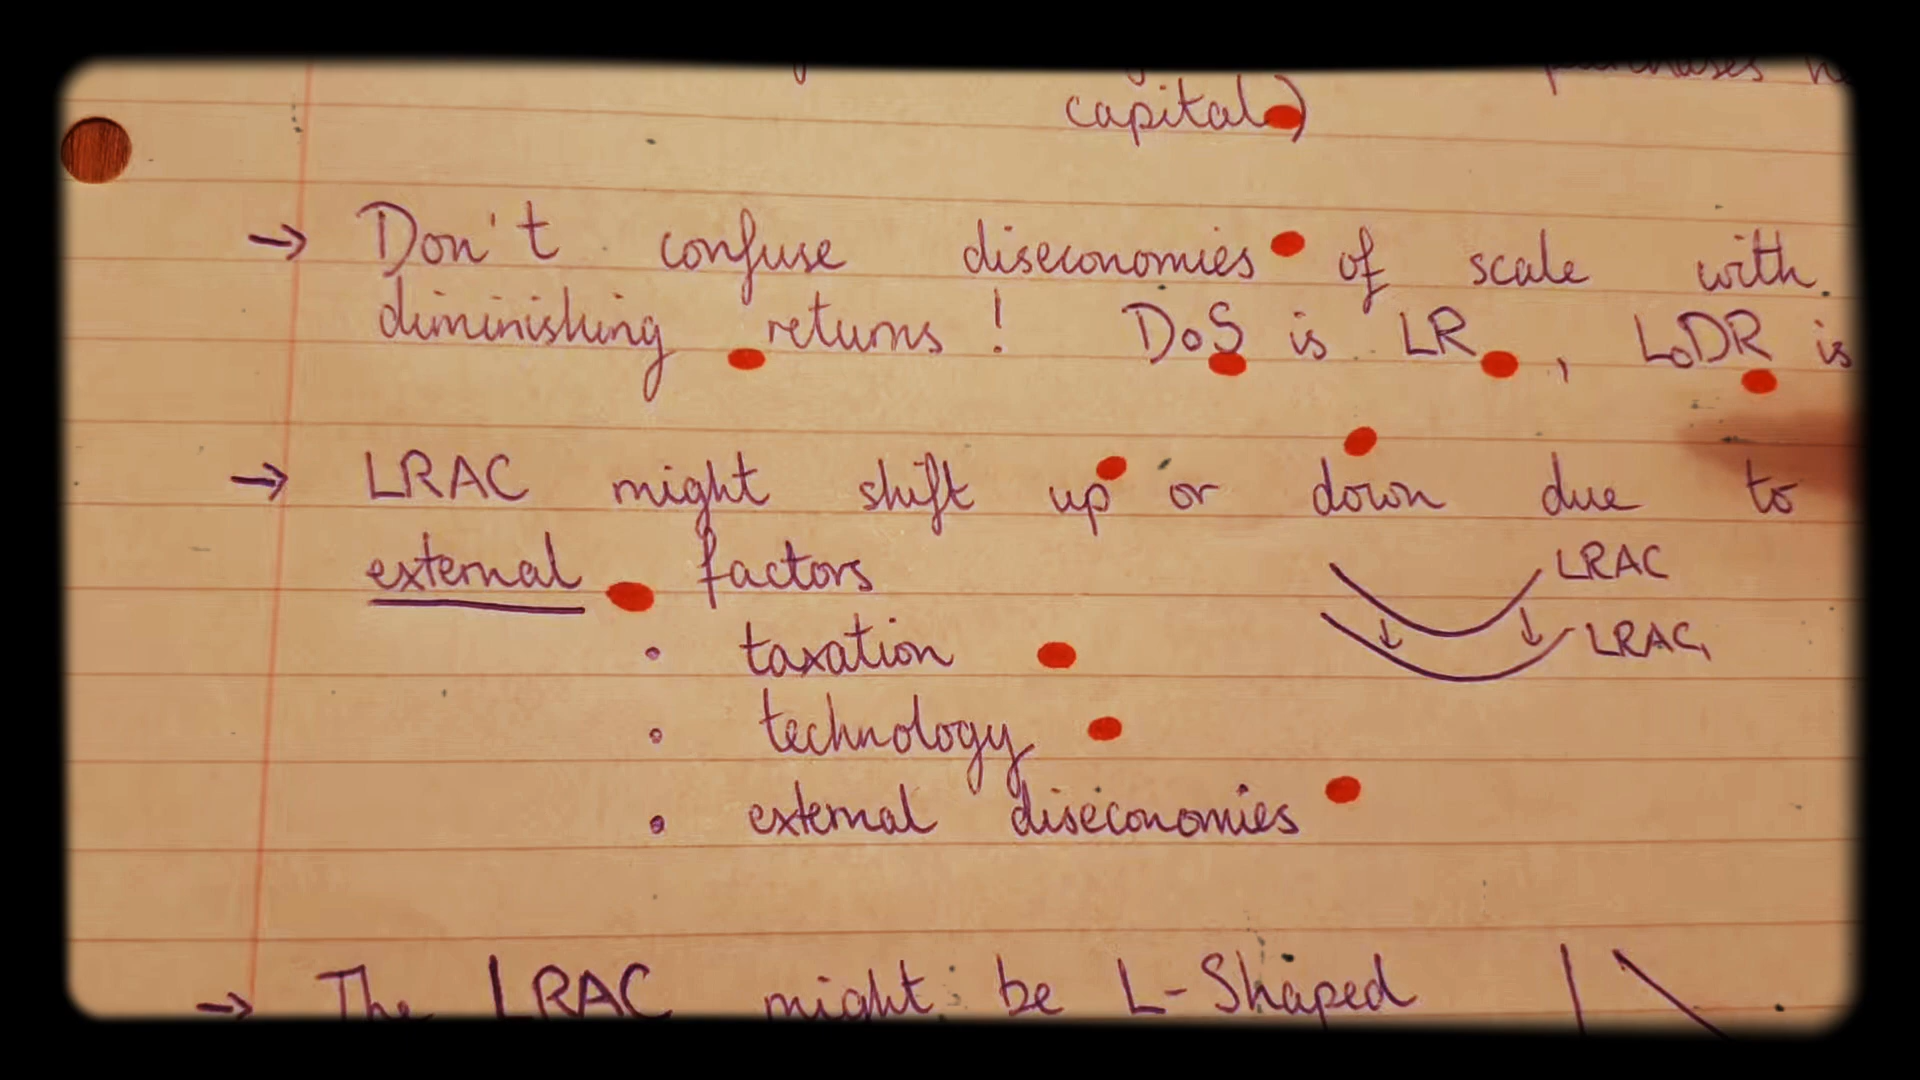 purchases
capital)
→ Don't confuse diseconomies of scale with
diminishing returns! DoS is LR, LoDR is
→ LRAC might shift up or down due to
external factors
LRAC
• taxation
LRAC₁
• technology
• external diseconomies
→ The LRAC might be L-Shaped